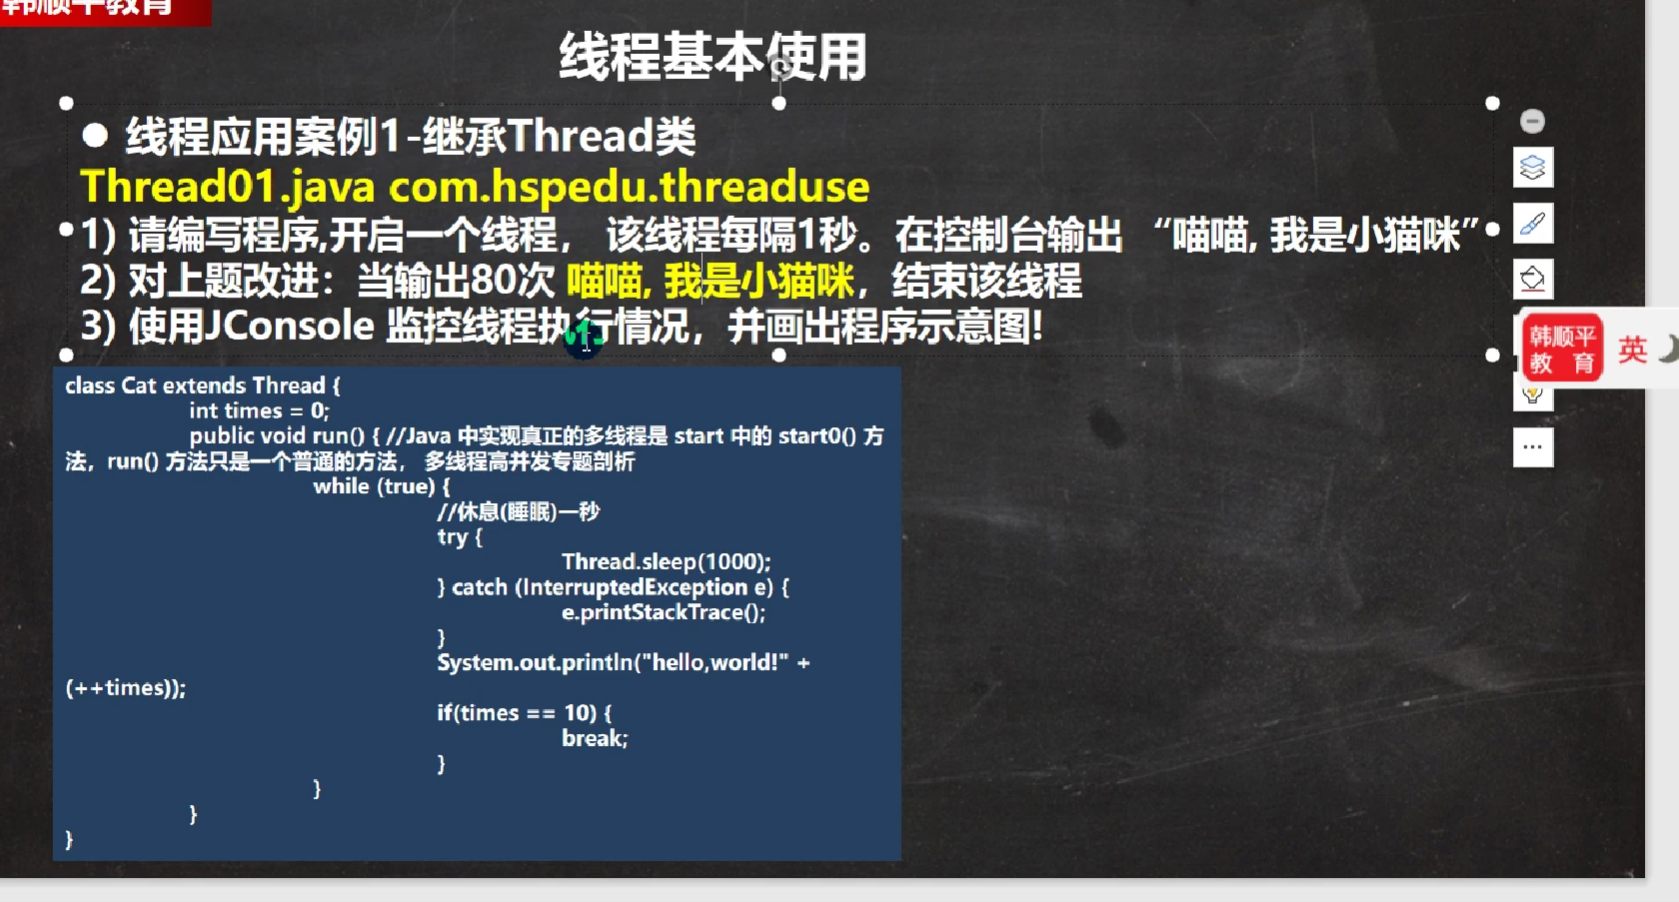 韩顺平教育
线程基本使用
● 线程应用案例1-继承Thread类
Thread01.java com.hspedu.threaduse
1) 请编写程序,开启一个线程， 该线程每隔1秒。在控制台输出 “喵喵, 我是小猫咪”
2) 对上题改进：当输出80次 喵喵, 我是小猫咪，结束该线程
3) 使用JConsole 监控线程执行情况，并画出程序示意图!
class Cat extends Thread {
int times = 0;
public void run() { //Java 中实现真正的多线程是 start 中的 start0() 方
法，run() 方法只是一个普通的方法， 多线程高并发专题剖析
while (true) {
//休息(睡眠)一秒
try {
Thread.sleep(1000);
} catch (InterruptedException e) {
e.printStackTrace();
}
System.out.println("hello,world!" +
(++times));
if(times == 10) {
break;
}
}
}
}
韩顺平
教 育
英